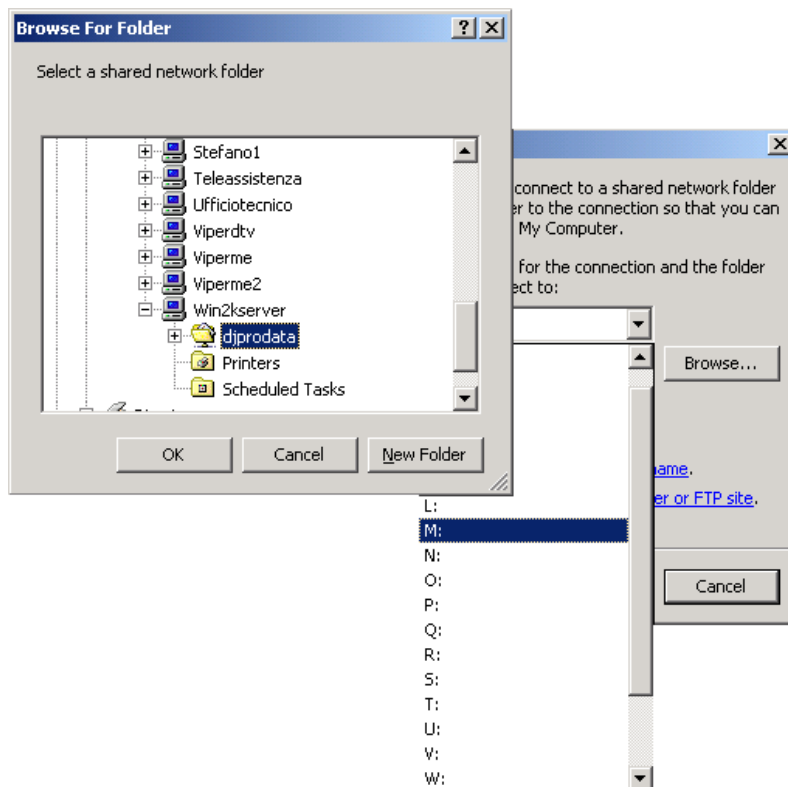 Browse For Folder
Select a shared network folder
Stefano1
Teleassistenza
Ufficiotecnico
Viperdtv
Viperme
Viperme2
Win2kserver
djprodata
Printers
Scheduled Tasks
OK
Cancel
New Folder
connect to a shared network folder
er to the connection so that you can
My Computer.
for the connection and the folder
ect to:
Browse...
ame.
er or FTP site.
Cancel
L:
M:
N:
O:
P:
Q:
R:
S:
T:
U:
V:
W: